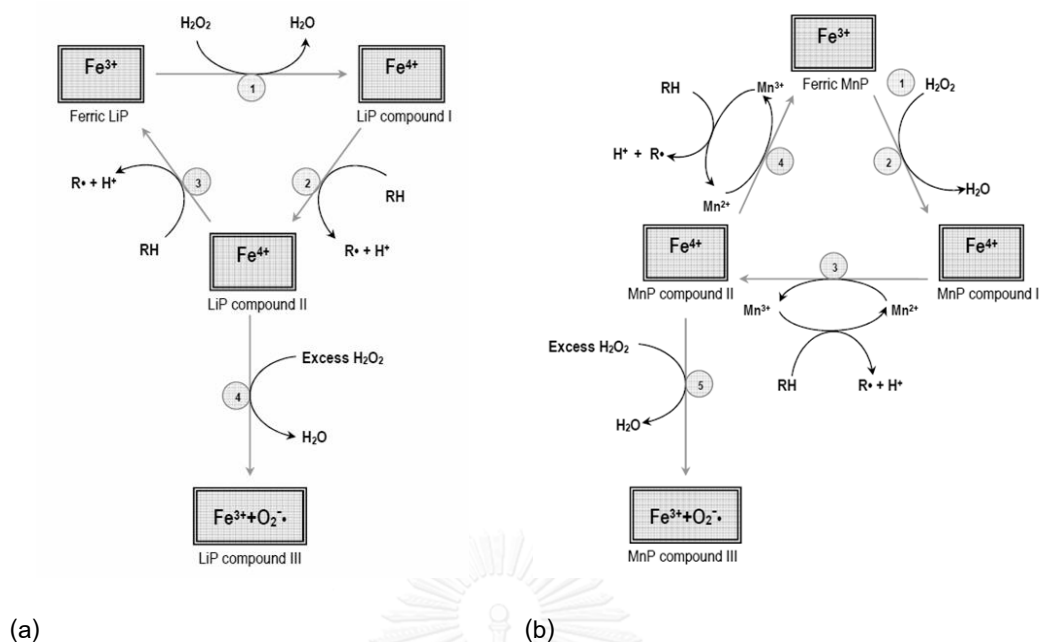 H₂O₂
H₂O
Fe³⁺
Fe⁴⁺
1
Ferric LiP
LiP compound I
R• + H⁺
3
2
RH
RH
R• + H⁺
Fe⁴⁺
LiP compound II
Excess H₂O₂
4
H₂O
Fe³⁺+O₂⁻•
LiP compound III
(a)
Fe³⁺
Ferric MnP
1
H₂O₂
RH
Mn³⁺
H⁺ + R•
4
2
Mn²⁺
H₂O
Fe⁴⁺
Fe⁴⁺
3
MnP compound II
MnP compound I
Mn³⁺
Mn²⁺
Excess H₂O₂
RH
R• + H⁺
5
H₂O
Fe³⁺+O₂⁻•
MnP compound III
(b)